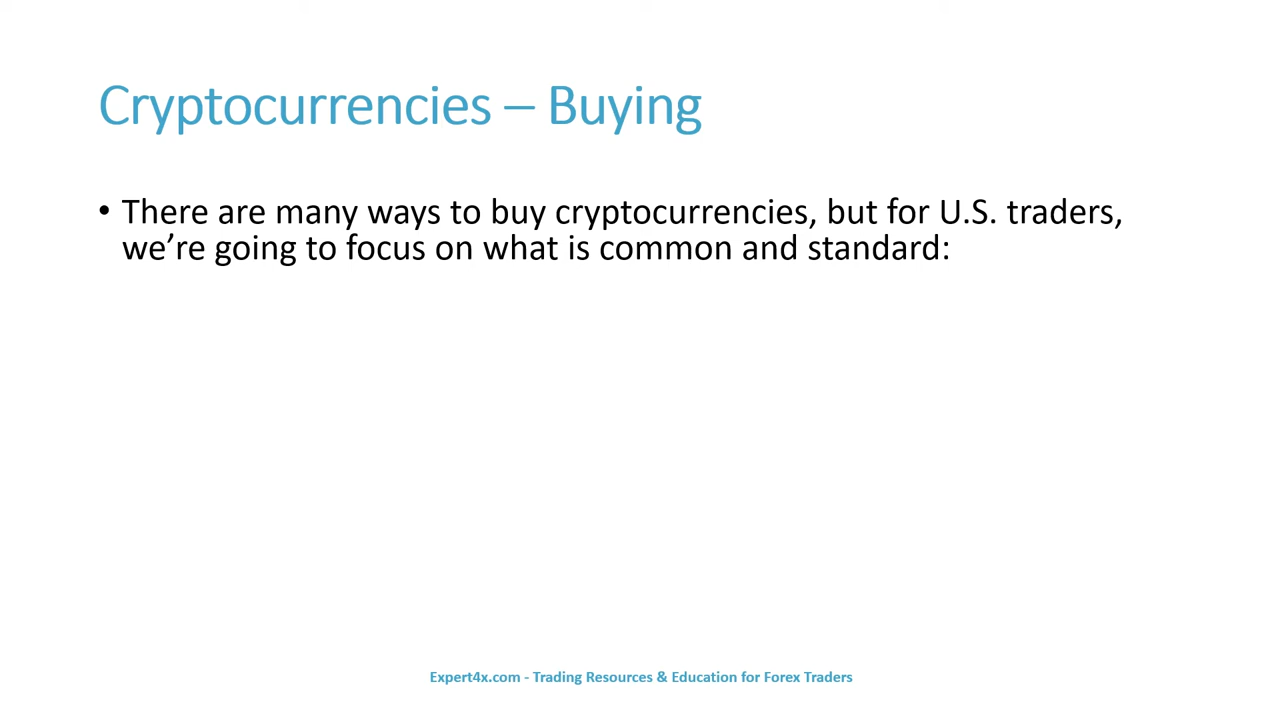 Cryptocurrencies – Buying
• There are many ways to buy cryptocurrencies, but for U.S. traders,
we’re going to focus on what is common and standard:
Expert4x.com - Trading Resources & Education for Forex Traders